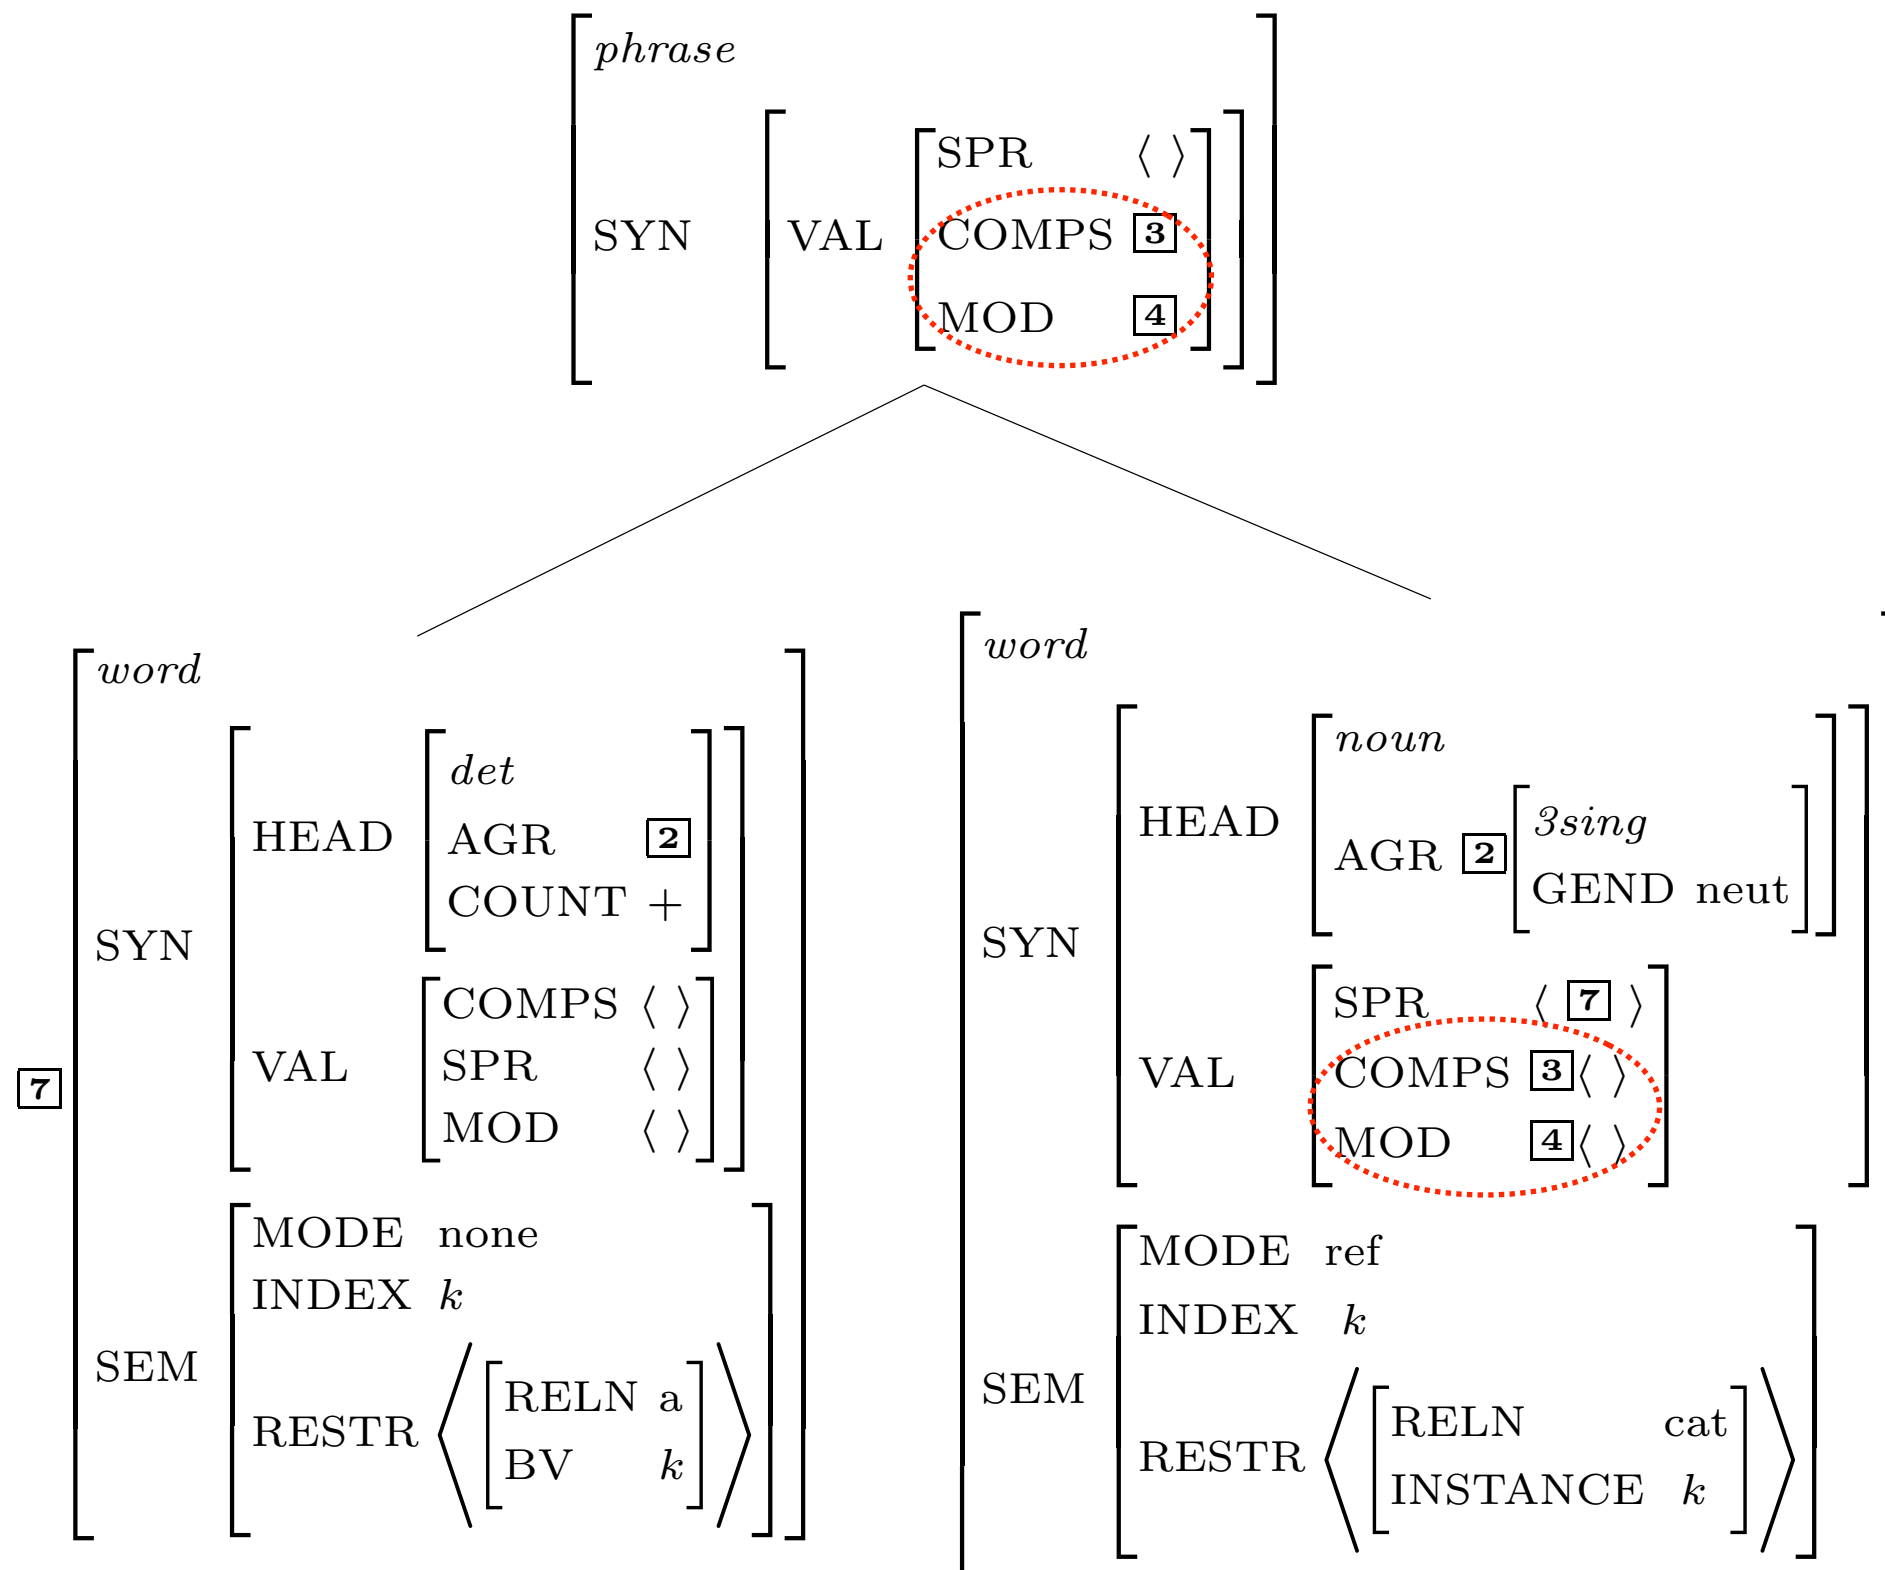 phrase
SYN VAL SPR ⟨ ⟩
COMPS 3
MOD 4
7
word
SYN
HEAD
det
AGR 2
COUNT +
VAL
COMPS ⟨ ⟩
SPR ⟨ ⟩
MOD ⟨ ⟩
SEM
MODE none
INDEX k
RESTR
RELN a
BV k
word
SYN
HEAD
noun
AGR 2
3sing
GEND neut
VAL
SPR ⟨ 7 ⟩
COMPS 3 ⟨ ⟩
MOD 4 ⟨ ⟩
SEM
MODE ref
INDEX k
RESTR
RELN cat
INSTANCE k